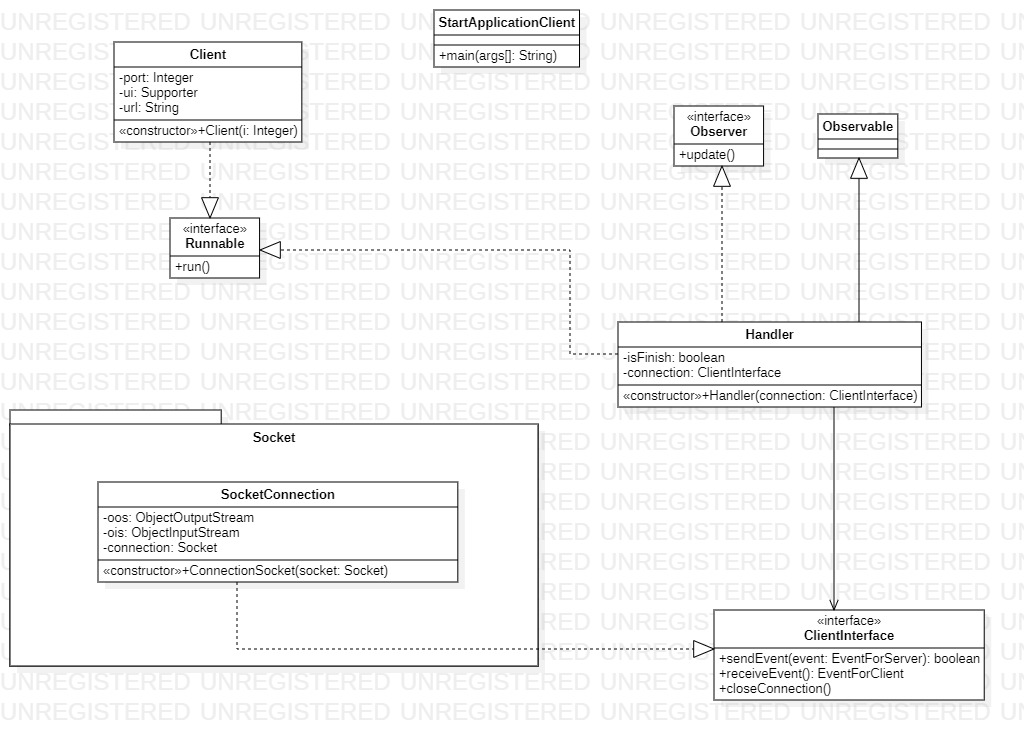 StartApplicationClient
+main(args[]: String)
Client
-port: Integer
-ui: Supporter
-url: String
«constructor»+Client(i: Integer)
«interface»
Observer
+update()
Observable
«interface»
Runnable
+run()
Handler
-isFinish: boolean
-connection: ClientInterface
«constructor»+Handler(connection: ClientInterface)
Socket
SocketConnection
-oos: ObjectOutputStream
-ois: ObjectInputStream
-connection: Socket
«constructor»+ConnectionSocket(socket: Socket)
«interface»
ClientInterface
+sendEvent(event: EventForServer): boolean
+receiveEvent(): EventForClient
+closeConnection()
UNREGISTERED